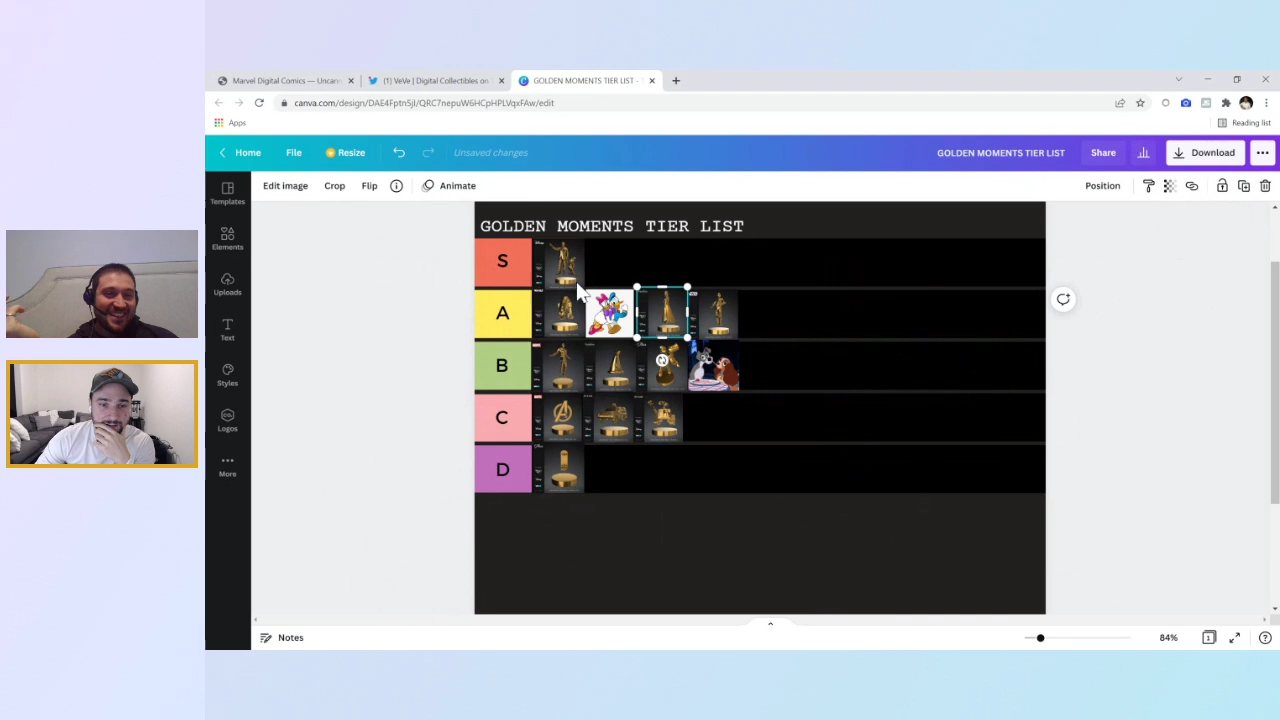 Marvel Digital Comics — Uncann
(1) VeVe | Digital Collectibles on
GOLDEN MOMENTS TIER LIST -
canva.com/design/DAE4Fptn5jI/QRC7nepuW6HCpHPLVqxFAw/edit
Apps
Reading list
Home
File
Resize
Unsaved changes
GOLDEN MOMENTS TIER LIST
Share
Download
Edit image
Crop
Flip
Animate
Position
Templates
Elements
Uploads
Text
Styles
Logos
More
GOLDEN MOMENTS TIER LIST
S
A
B
C
D
Notes
84%
1